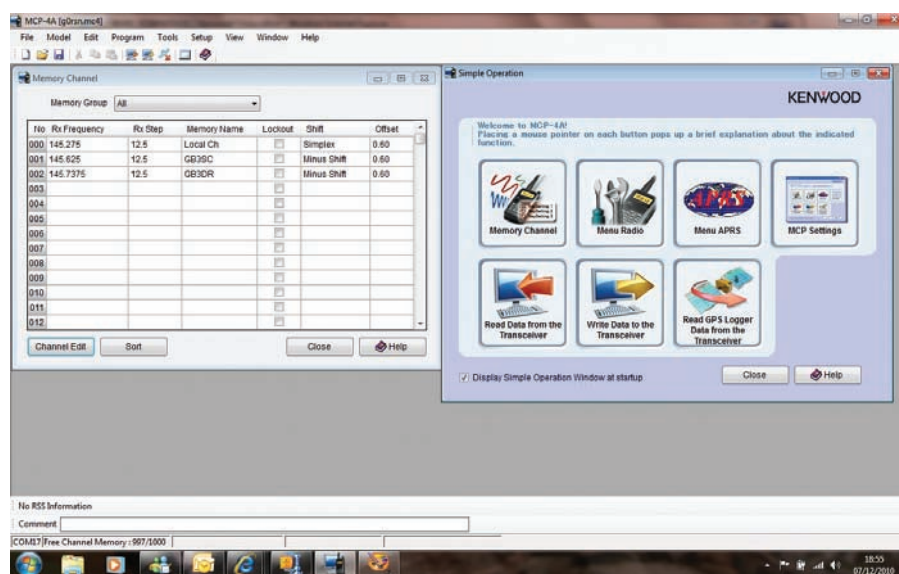 MCP-4A [g0rsn.mc4]
File Model Edit Program Tools Setup View Window Help
Memory Channel
Memory Group All
No Rx Frequency Rx Step Memory Name Lockout Shift Offset
000 145.275 12.5 Local Ch Simplex 0.60
001 145.625 12.5 GB3SC Minus Shift 0.60
002 145.7375 12.5 GB3DR Minus Shift 0.60
003
004
005
006
007
008
009
010
011
012
Channel Edit Sort Close Help
Simple Operation
KENWOOD
Welcome to MCP-4A!
Placing a mouse pointer on each button pops up a brief explanation about the indicated
function.
APRS
Memory Channel Menu Radio Menu APRS MCP Settings
Read Data from the
Transceiver
Write Data to the
Transceiver
Read GPS Logger
Data from the
Transceiver
Display Simple Operation Window at startup Close Help
No RSS Information
Comment
COM17 Free Channel Memory : 997/1000
18:55
07/12/2010